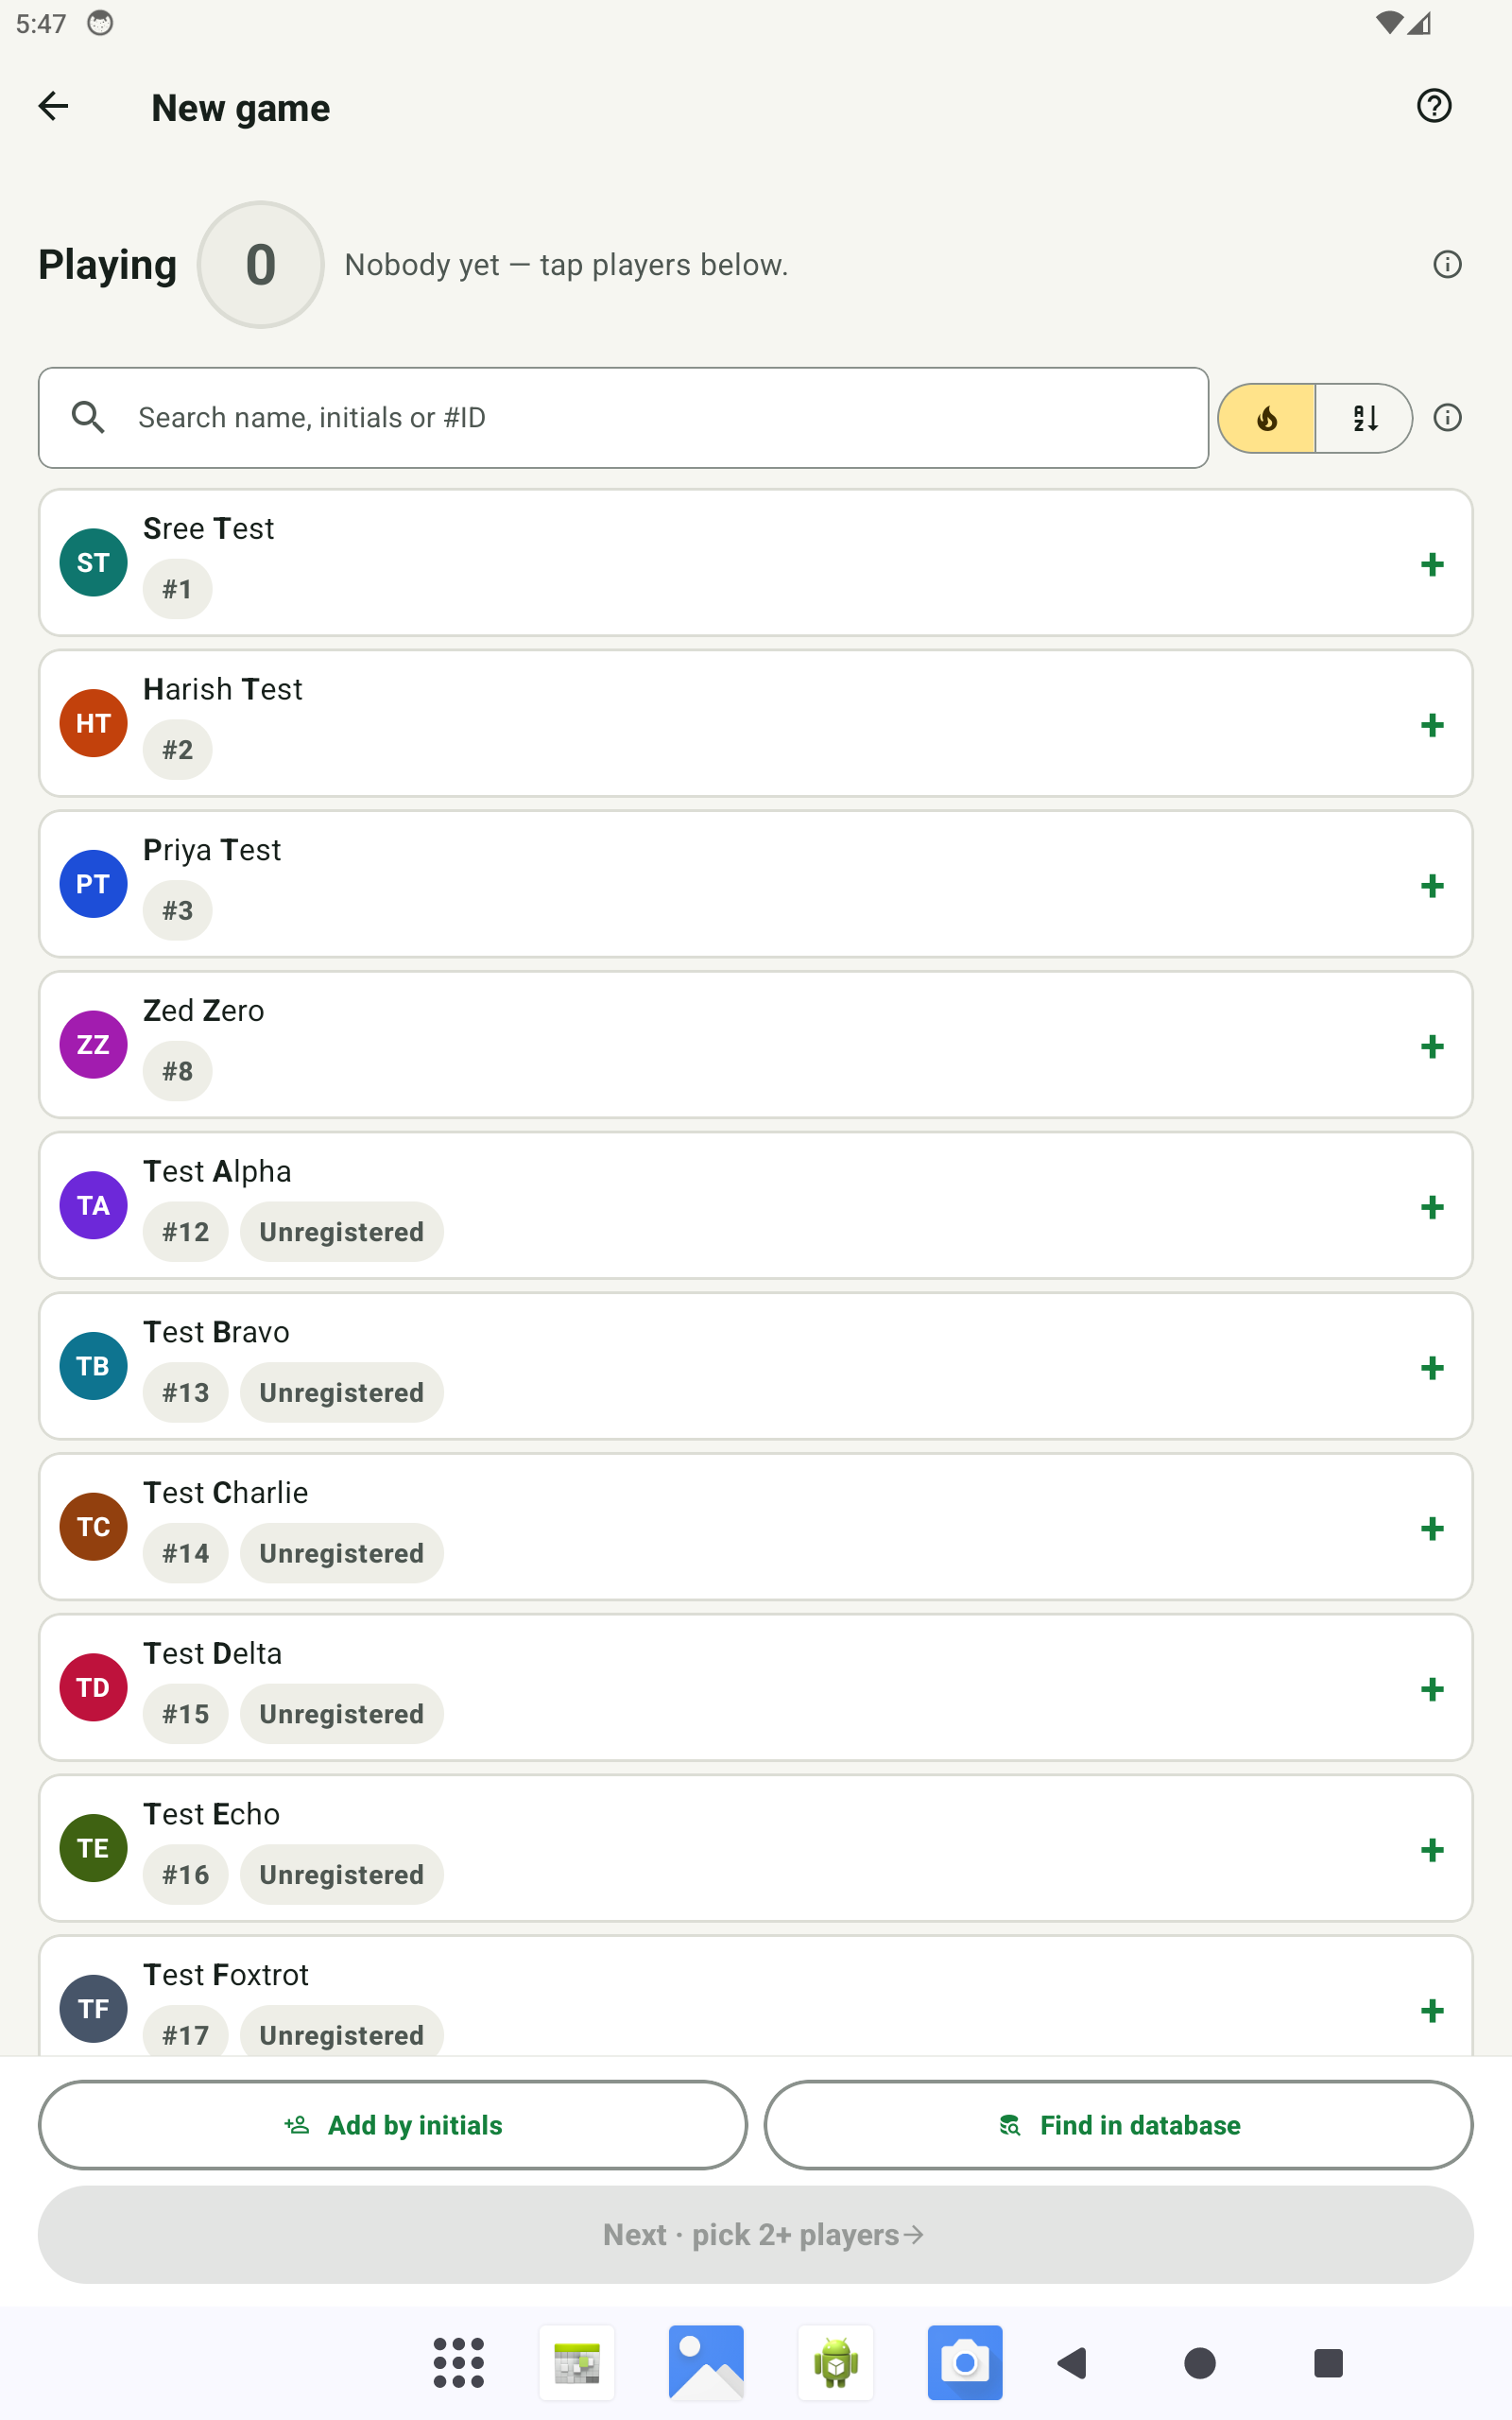 5:47
New game
Playing 0 Nobody yet — tap players below.
Search name, initials or #ID
A
Z
ST Sree Test
#1
+
HT Harish Test
#2
+
PT Priya Test
#3
+
ZZ Zed Zero
#8
+
TA Test Alpha
#12 Unregistered
+
TB Test Bravo
#13 Unregistered
+
TC Test Charlie
#14 Unregistered
+
TD Test Delta
#15 Unregistered
+
TE Test Echo
#16 Unregistered
+
TF Test Foxtrot
#17 Unregistered
+
Add by initials
Find in database
Next · pick 2+ players→